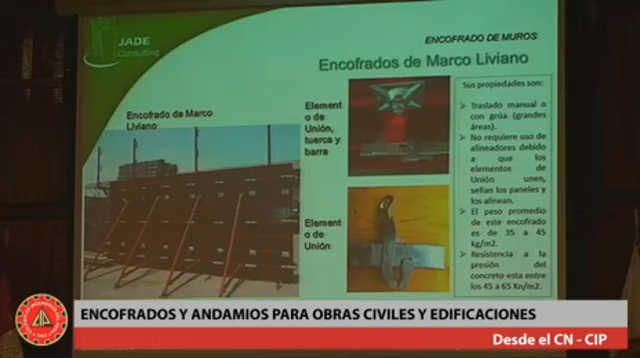 JADE
Consulting
ENCOFRADO DE MUROS
Encofrados de Marco Liviano
Encofrado de Marco
Liviano
Element
o de
Unión,
tuerca y
barra
Element
o de
Unión
Sus propiedades son:
➤ Traslado manual o
con grúa (grandes
áreas).
➤ No requiere uso de
alineadores debido
a que los
elementos de
Unión unen,
sellan los paneles y
los alinean.
➤ El peso promedio
de este encofrado
es de 35 a 45
kg/m2.
➤ Resistencia a la
presión del
concreto esta entre
los 45 a 65 Kn/m2.
ENCOFRADOS Y ANDAMIOS PARA OBRAS CIVILES Y EDIFICACIONES
Desde el CN - CIP